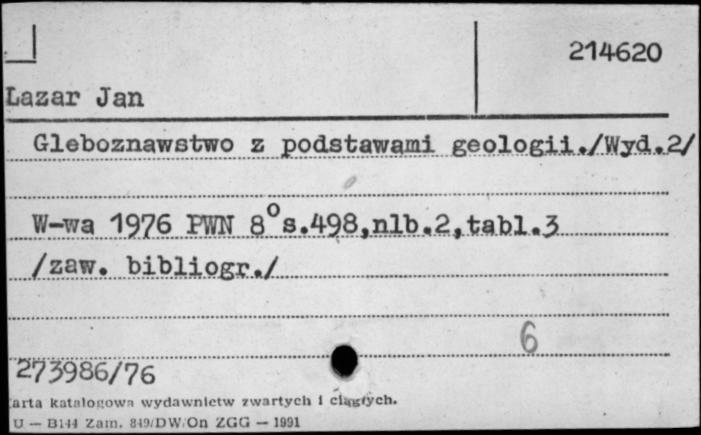 214620
Łazar Jan
Gleboznawstwo z podstawami geologii./Wyd.2/
W-wa 1976 PWN 8° s.498,nlb.2,tabl.3
/zaw. bibliogr./
6
273986/76
arta katalogowa wydawnictw zwartych i ciągłych.
U — B144 Zam. 849/DW/On ZGG — 1991